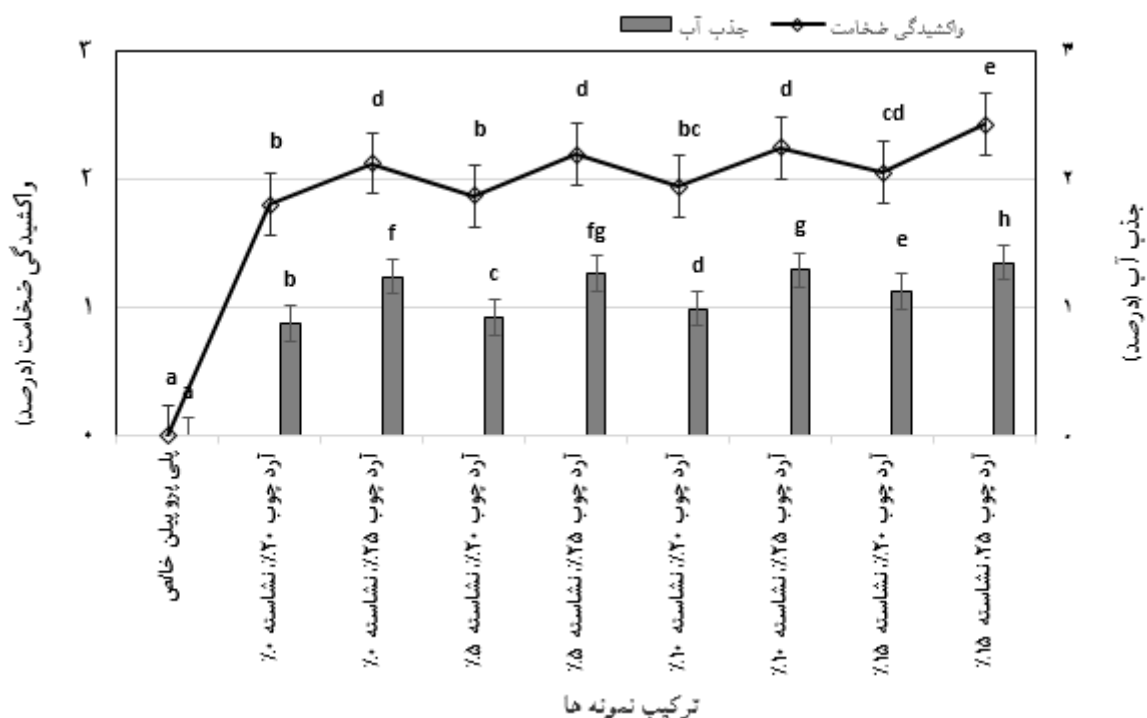 جذب آب
واکشیدگی ضخامت
واکشیدگی ضخامت (درصد)
۳
۲
۱
۰
۳
۲
۱
۰
جذب آب (درصد)
a
b
d
b
d
bc
d
cd
e
a
b
f
c
fg
d
g
e
h
پلی پروپیلن خالص
آرد چوب ۲۰٪، نشاسته ۰٪
آرد چوب ۲۵٪، نشاسته ۰٪
آرد چوب ۲۰٪، نشاسته ۵٪
آرد چوب ۲۵٪، نشاسته ۵٪
آرد چوب ۲۰٪، نشاسته ۱۰٪
آرد چوب ۲۵٪، نشاسته ۱۰٪
آرد چوب ۲۰٪، نشاسته ۱۵٪
آرد چوب ۲۵، نشاسته ۱۵٪
ترکیب نمونه ها